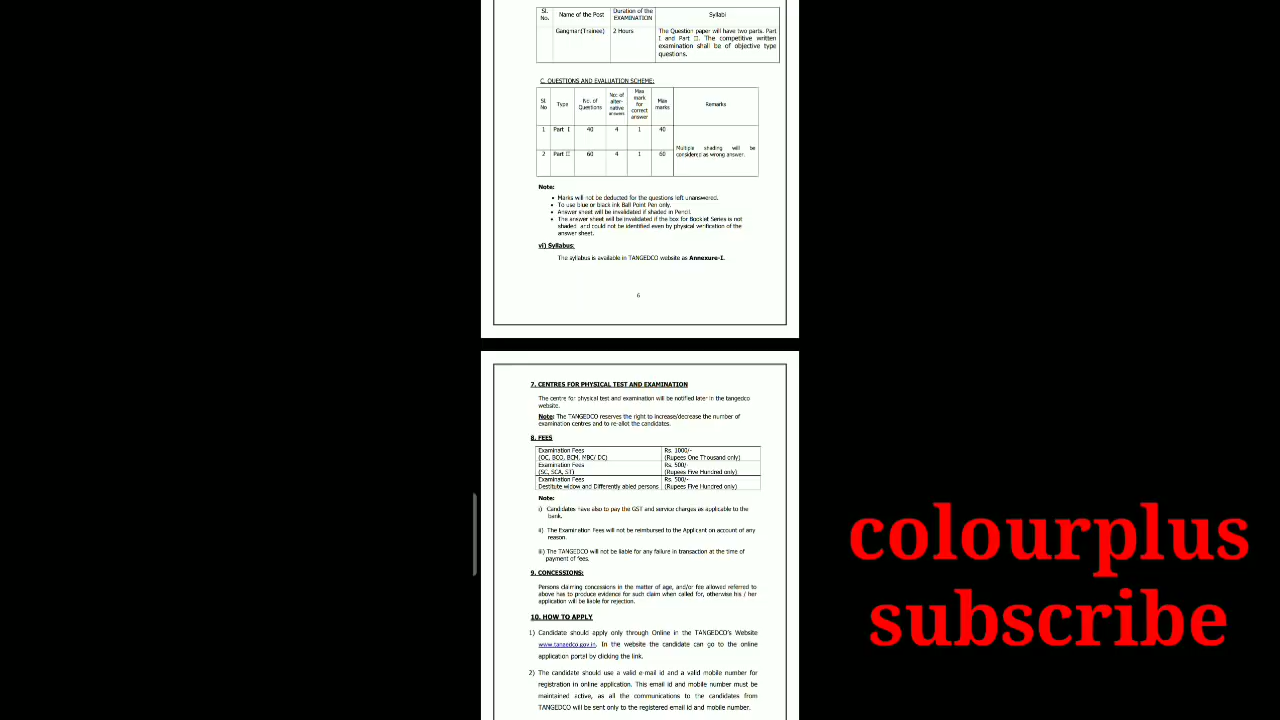 Sl. No. Name of the Post Duration of the EXAMINATION Syllabi
Gangman(Trainee) 2 Hours The Question paper will have two parts. Part
I and Part II. The competitive written
examination shall be of objective type
questions.
C. QUESTIONS AND EVALUATION SCHEME:
Sl. No Type No. of Questions No: of alter-native answers Max mark for correct answer Max marks Remarks
1 Part I 40 4 1 40
Multiple shading will be
considered as wrong answer.
2 Part II 60 4 1 60
Note:
• Marks will not be deducted for the questions left unanswered.
• To use blue or black ink Ball Point Pen only.
• Answer sheet will be invalidated if shaded in Pencil.
• The answer sheet will be invalidated if the box for Booklet Series is not
shaded and could not be identified even by physical verification of the
answer sheet.
vi) Syllabus:
The syllabus is available in TANGEDCO website as Annexure-I.
6
7. CENTRES FOR PHYSICAL TEST AND EXAMINATION
The centre for physical test and examination will be notified later in the tangedco
website.
Note: The TANGEDCO reserves the right to increase/decrease the number of
examination centres and to re-allot the candidates.
8. FEES
Examination Fees Rs. 1000/-
(OC, BCO, BCM, MBC/ DC) (Rupees One Thousand only)
Examination Fees Rs. 500/
(SC, SCA, ST) (Rupees Five Hundred only)
Examination Fees Rs. 500/-
Destitute widow and Differently abled persons (Rupees Five Hundred only)
Note:
i) Candidates have also to pay the GST and service charges as applicable to the
bank.
ii) The Examination Fees will not be reimbursed to the Applicant on account of any
reason.
iii) The TANGEDCO will not be liable for any failure in transaction at the time of
payment of fees.
9. CONCESSIONS:
Persons claiming concessions in the matter of age, and/or fee allowed referred to
above has to produce evidence for such claim when called for, otherwise his / her
application will be liable for rejection.
10. HOW TO APPLY
1) Candidate should apply only through Online in the TANGEDCO's Website
www.tangedco.gov.in. In the website the candidate can go to the online
application portal by clicking the link.
2) The candidate should use a valid e-mail id and a valid mobile number for
registration in online application. This email id and mobile number must be
maintained active, as all the communications to the candidates from
TANGEDCO will be sent only to the registered email id and mobile number.
colourplus
subscribe